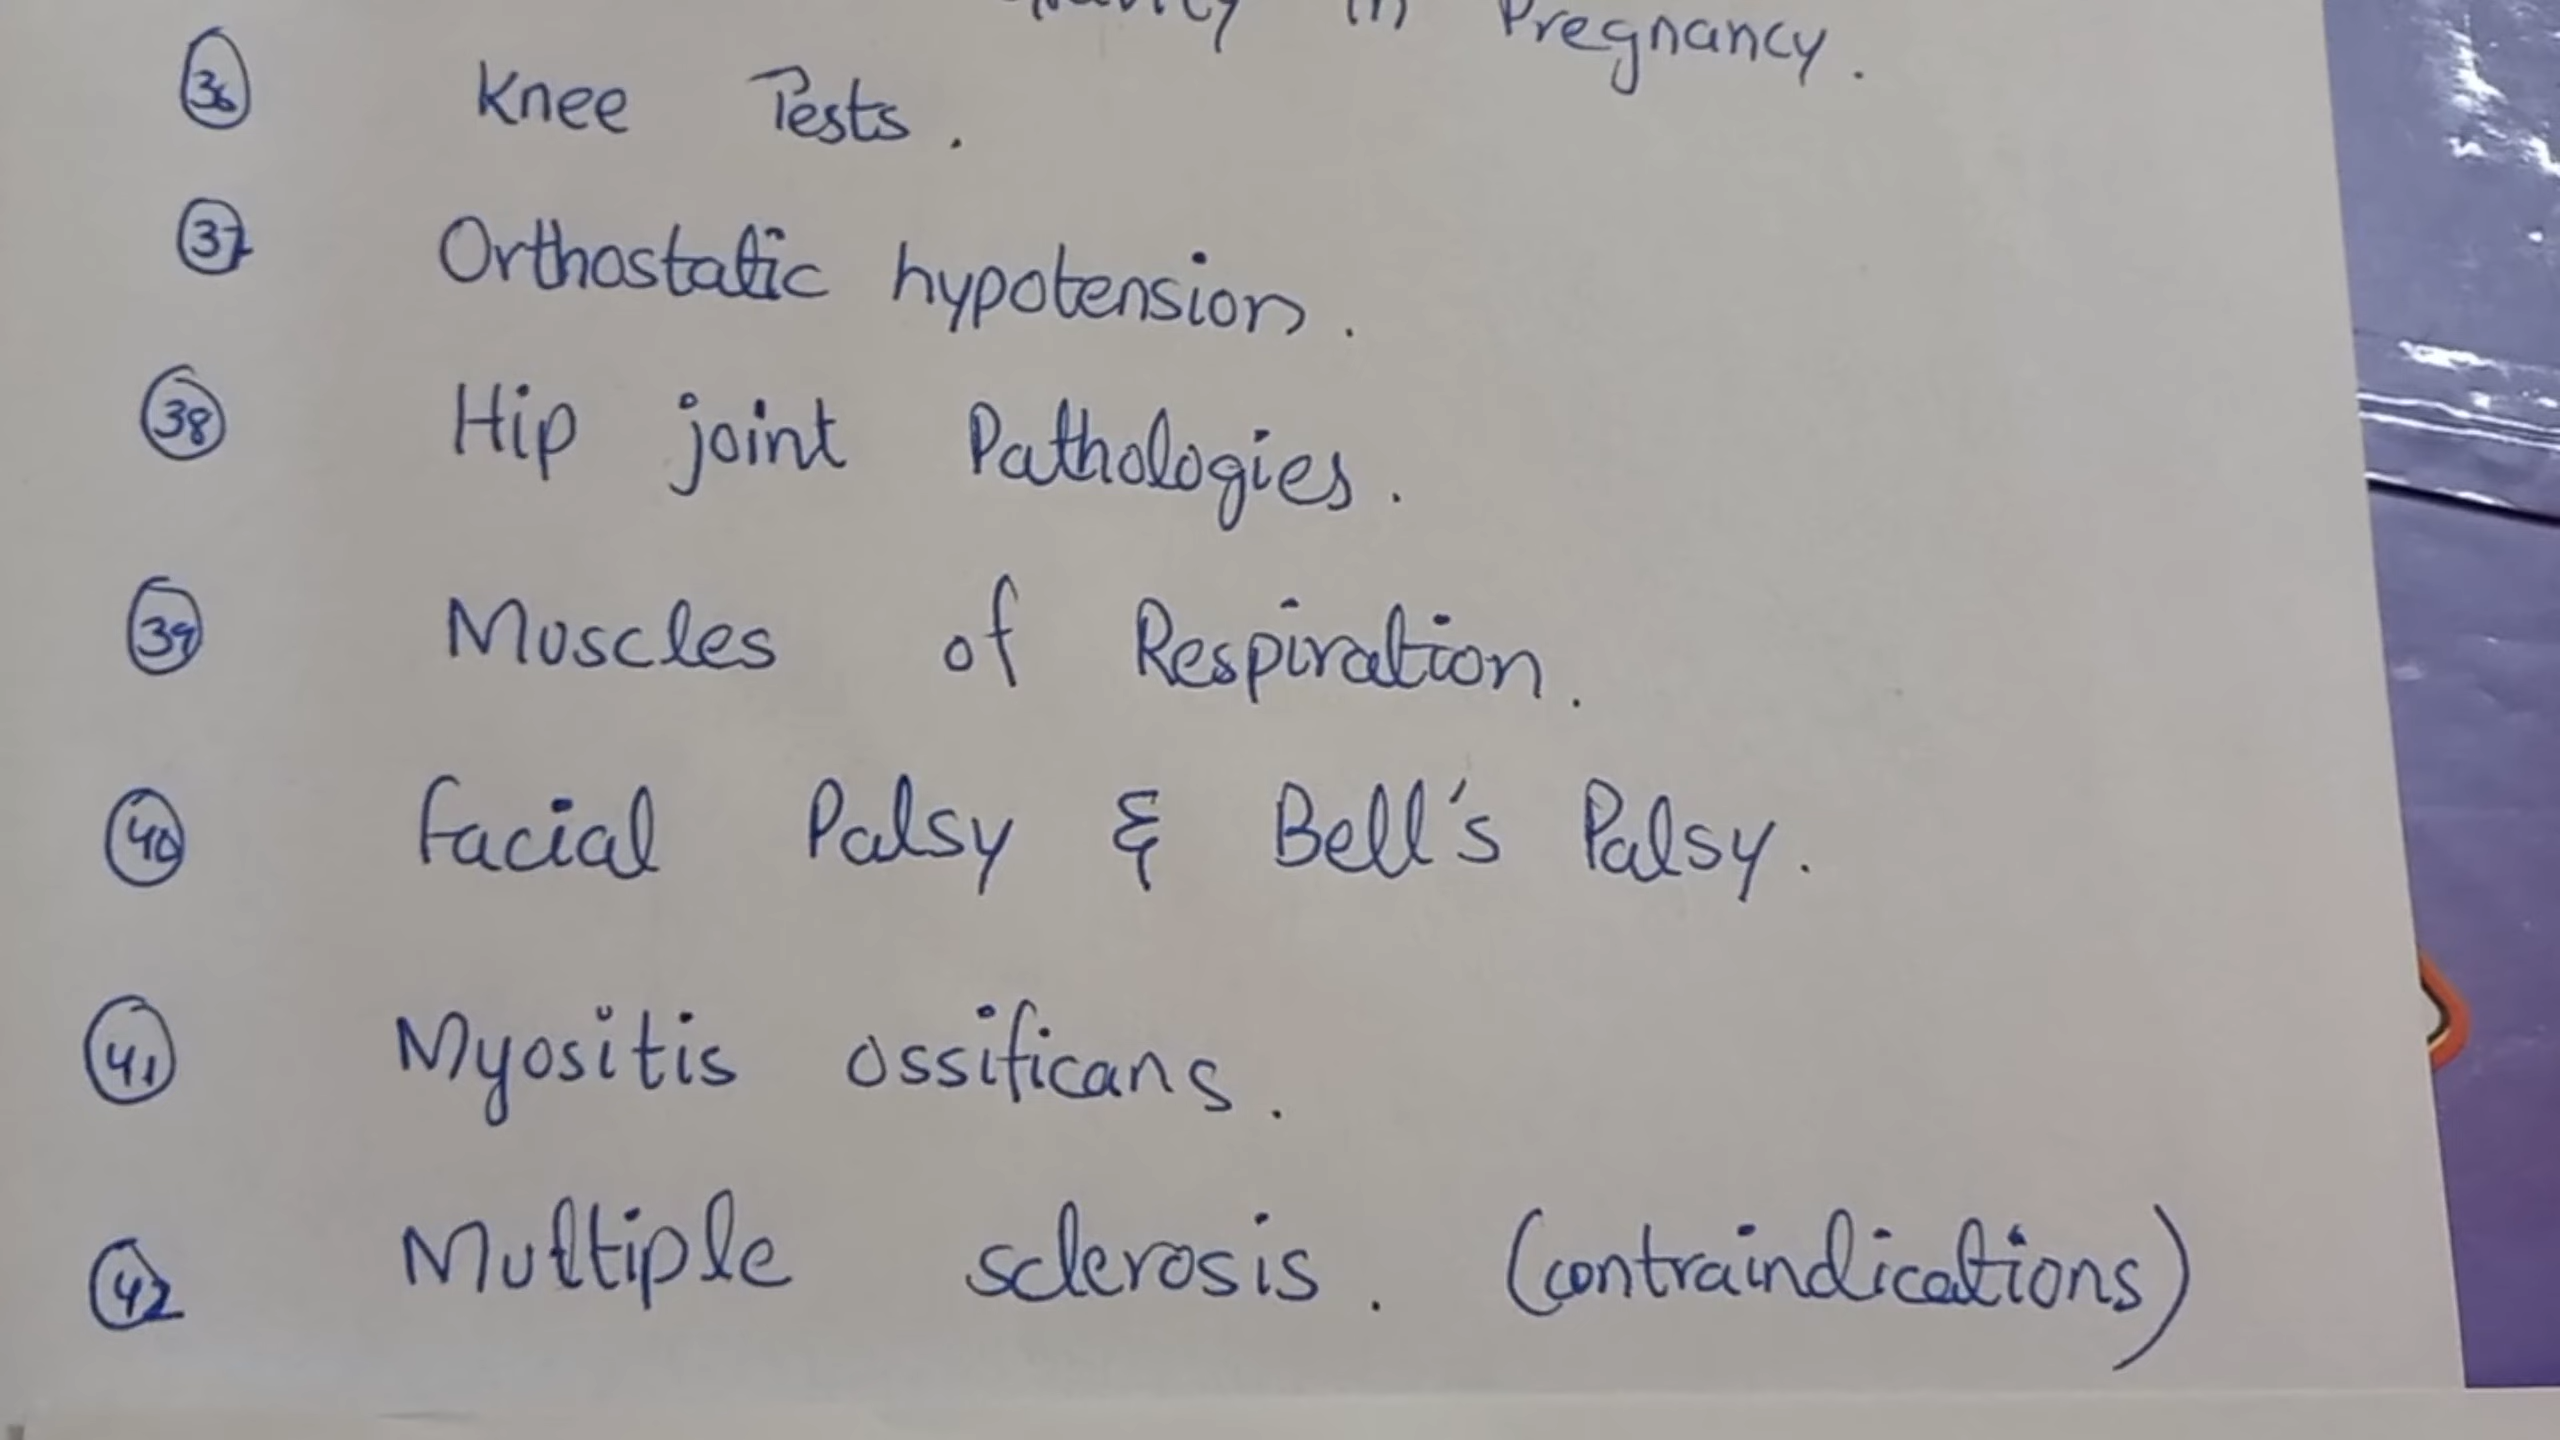 in Pregnancy.
36 Knee Tests.
37 Orthostatic hypotension.
38 Hip joint Pathologies.
39 Muscles of Respiration.
40 Facial Palsy & Bell's Palsy.
41 Myositis ossificans.
42 Multiple sclerosis. (contraindications)